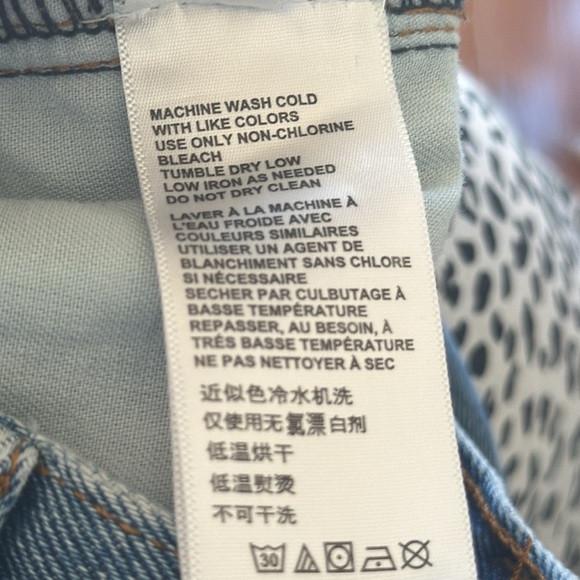 MACHINE WASH COLD
WITH LIKE COLORS
USE ONLY NON-CHLORINE
BLEACH
TUMBLE DRY LOW
LOW IRON AS NEEDED
DO NOT DRY CLEAN
LAVER À LA MACHINE À
L'EAU FROIDE AVEC
COULEURS SIMILAIRES
UTILISER UN AGENT DE
BLANCHIMENT SANS CHLORE
SI NÉCESSAIRE
SECHER PAR CULBUTAGE À
BASSE TEMPÉRATURE
REPASSER, AU BESOIN, À
TRÈS BASSE TEMPÉRATURE
NE PAS NETTOYER À SEC
近似色冷水机洗
仅使用无氯漂白剂
低温烘干
低温熨烫
不可干洗
30